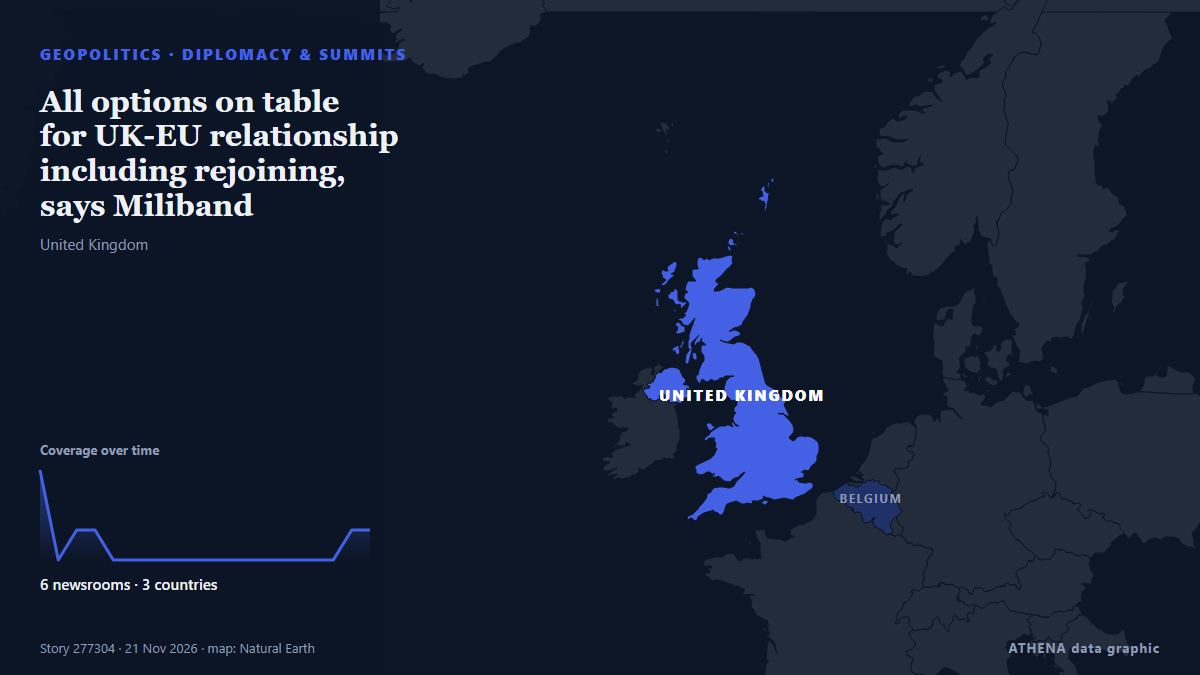 GEOPOLITICS · DIPLOMACY & SUMMITS
All options on table
for UK-EU relationship
including rejoining,
says Miliband
United Kingdom
UNITED KINGDOM
BELGIUM
Coverage over time
6 newsrooms · 3 countries
Story 277304 · 21 Nov 2026 · map: Natural Earth
ATHENA data graphic